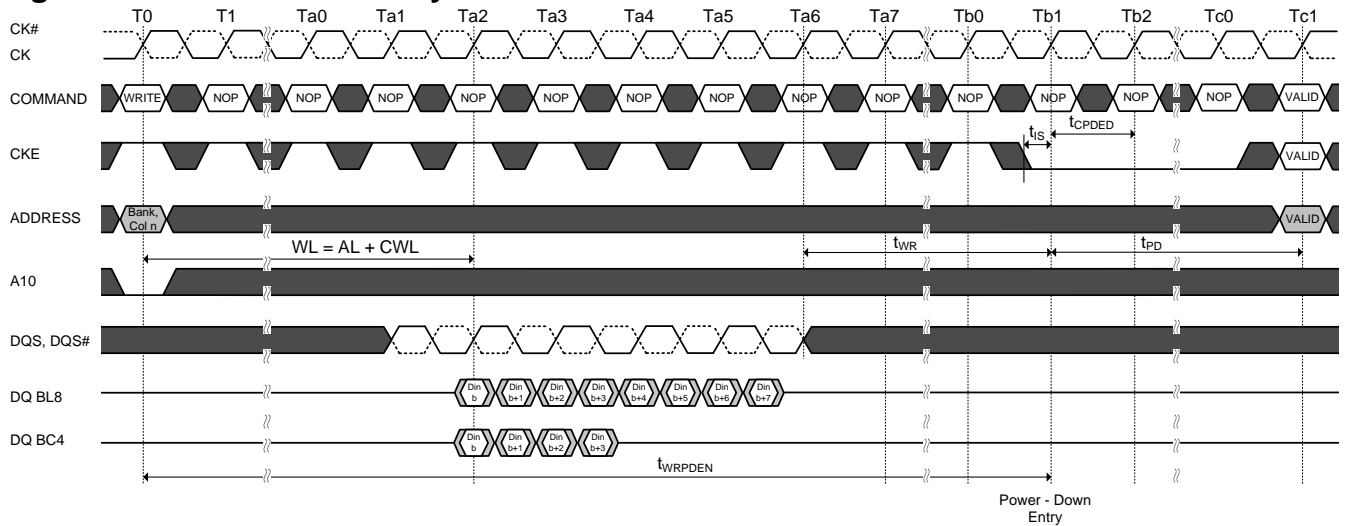 T0 T1 Ta0 Ta1 Ta2 Ta3 Ta4 Ta5 Ta6 Ta7 Tb0 Tb1 Tb2 Tc0 Tc1
CK#
CK
COMMAND WRITE NOP NOP NOP NOP NOP NOP NOP NOP NOP NOP NOP NOP NOP VALID
tIS tCPDED
CKE VALID
ADDRESS Bank, Col n VALID
WL = AL + CWL tWR tPD
A10
DQS, DQS#
DQ BL8 Din b Din b+1 Din b+2 Din b+3 Din b+4 Din b+5 Din b+6 Din b+7
DQ BC4 Din b Din b+1 Din b+2 Din b+3
tWRPDEN
Power - Down
Entry